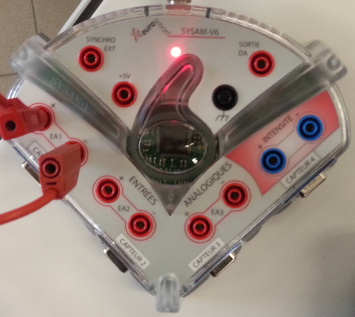 eurosmart
SYSAM-V6
SYNCHRO
EXT
SORTIE
DA
+5V
EA1
+ INTENSITÉ -
ENTRÉES
ANALOGIQUES
EA2
EA3
CAPTEUR 2
CAPTEUR 3
CAPTEUR 4